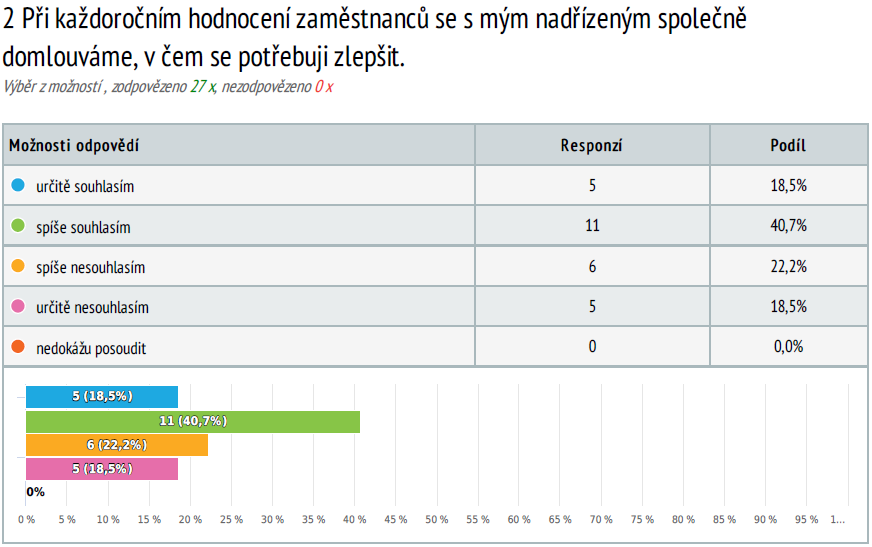 2 Při každoročním hodnocení zaměstnanců se s mým nadřízeným společně
domlouváme, v čem se potřebuji zlepšit.
Výběr z možností , zodpovězeno 27 x, nezodpovězeno 0 x
Možnosti odpovědí Responzí Podíl
určitě souhlasím 5 18,5%
spíše souhlasím 11 40,7%
spíše nesouhlasím 6 22,2%
určitě nesouhlasím 5 18,5%
nedokážu posoudit 0 0,0%
5 (18,5%)
11 (40,7%)
6 (22,2%)
5 (18,5%)
0%
0 % 5 % 10 % 15 % 20 % 25 % 30 % 35 % 40 % 45 % 50 % 55 % 60 % 65 % 70 % 75 % 80 % 85 % 90 % 95 % 1...